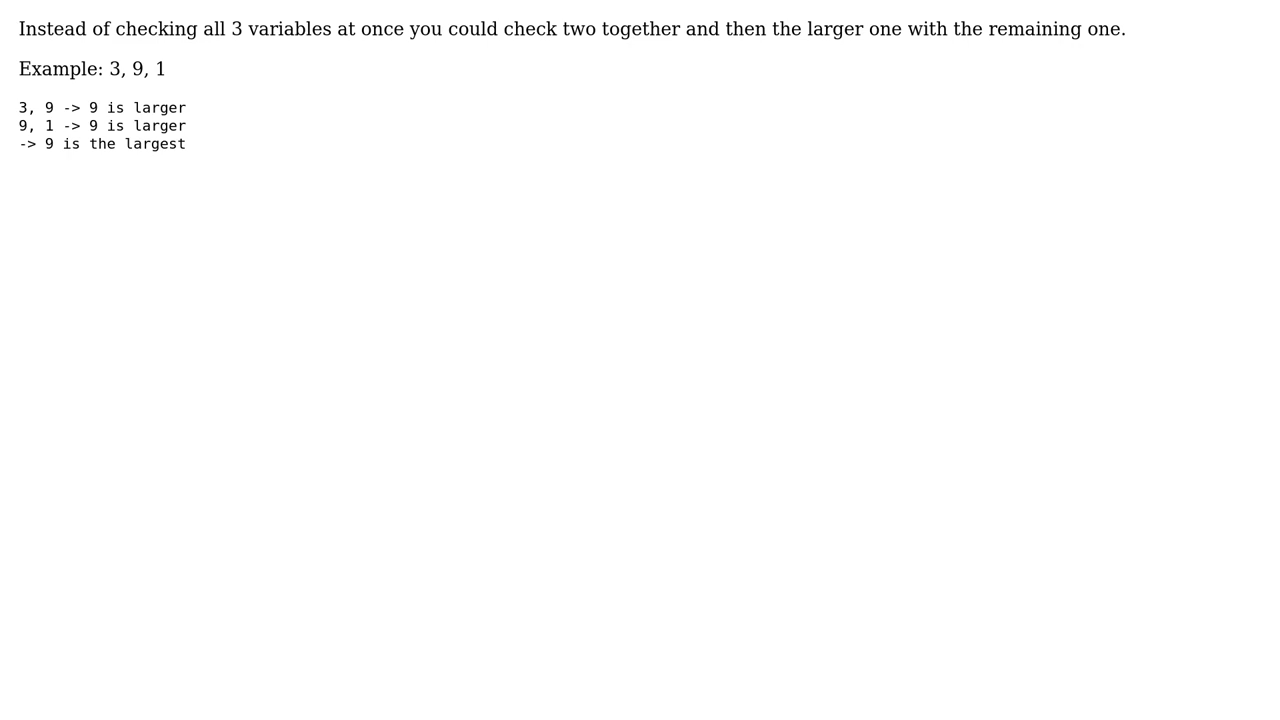 Instead of checking all 3 variables at once you could check two together and then the larger one with the remaining one.
Example: 3, 9, 1
3, 9 -> 9 is larger
9, 1 -> 9 is larger
-> 9 is the largest